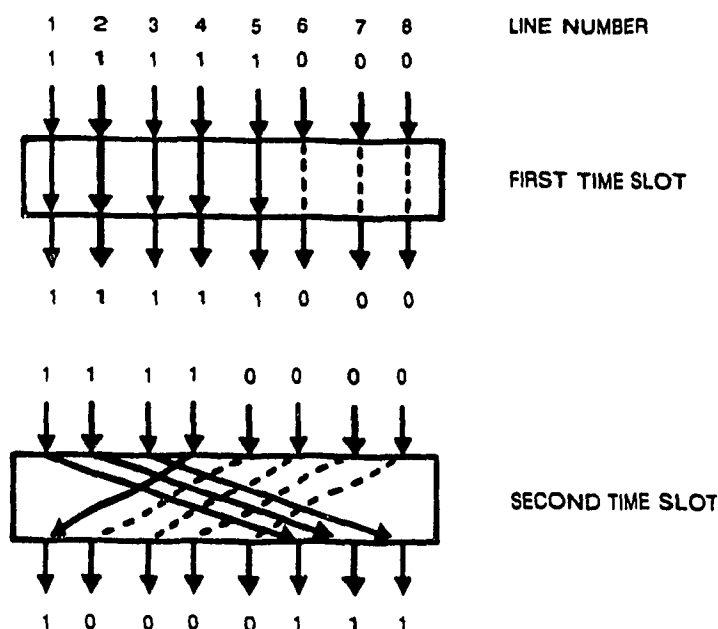 1 2 3 4 5 6 7 8 LINE NUMBER
1 1 1 1 1 0 0 0
FIRST TIME SLOT
1 1 1 1 1 0 0 0
1 1 1 1 0 0 0 0
SECOND TIME SLOT
1 0 0 0 0 1 1 1